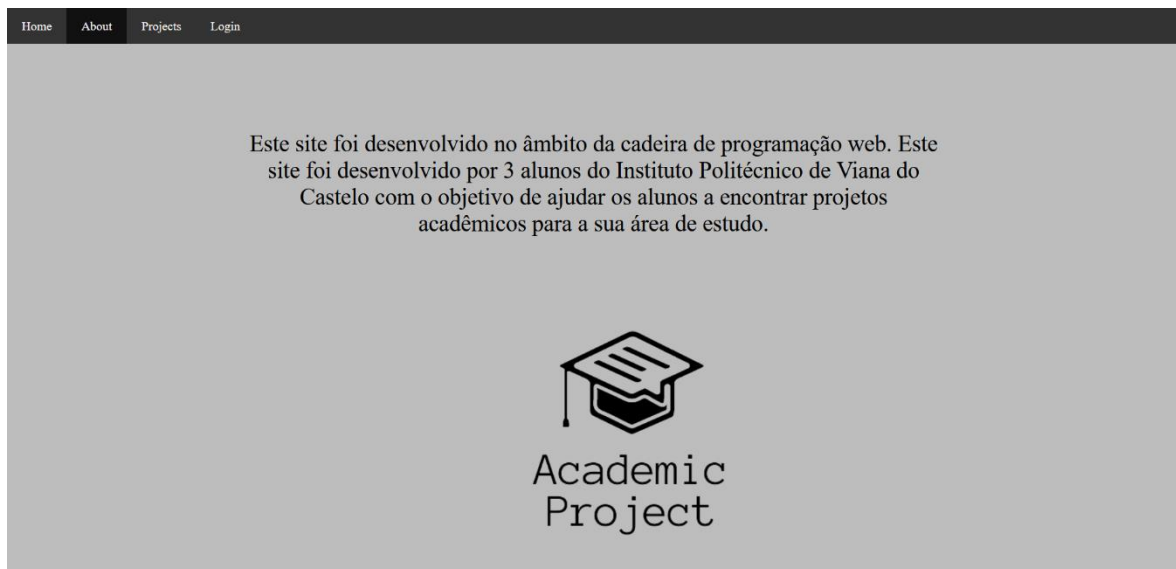 Home About Projects Login
Este site foi desenvolvido no âmbito da cadeira de programação web. Este
site foi desenvolvido por 3 alunos do Instituto Politécnico de Viana do
Castelo com o objetivo de ajudar os alunos a encontrar projetos
acadêmicos para a sua área de estudo.
Academic
Project